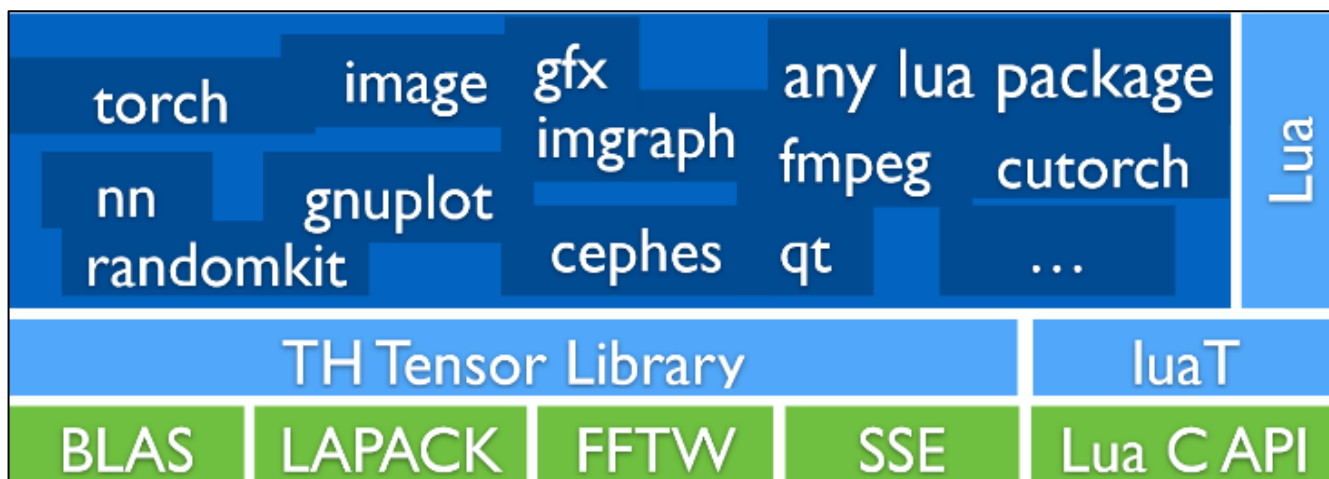 torch image gfx any lua package
imgraph fmpeg cutorch
nn gnuplot
randomkit cephes qt ...
Lua
TH Tensor Library luaT
BLAS LAPACK FFTW SSE Lua C API